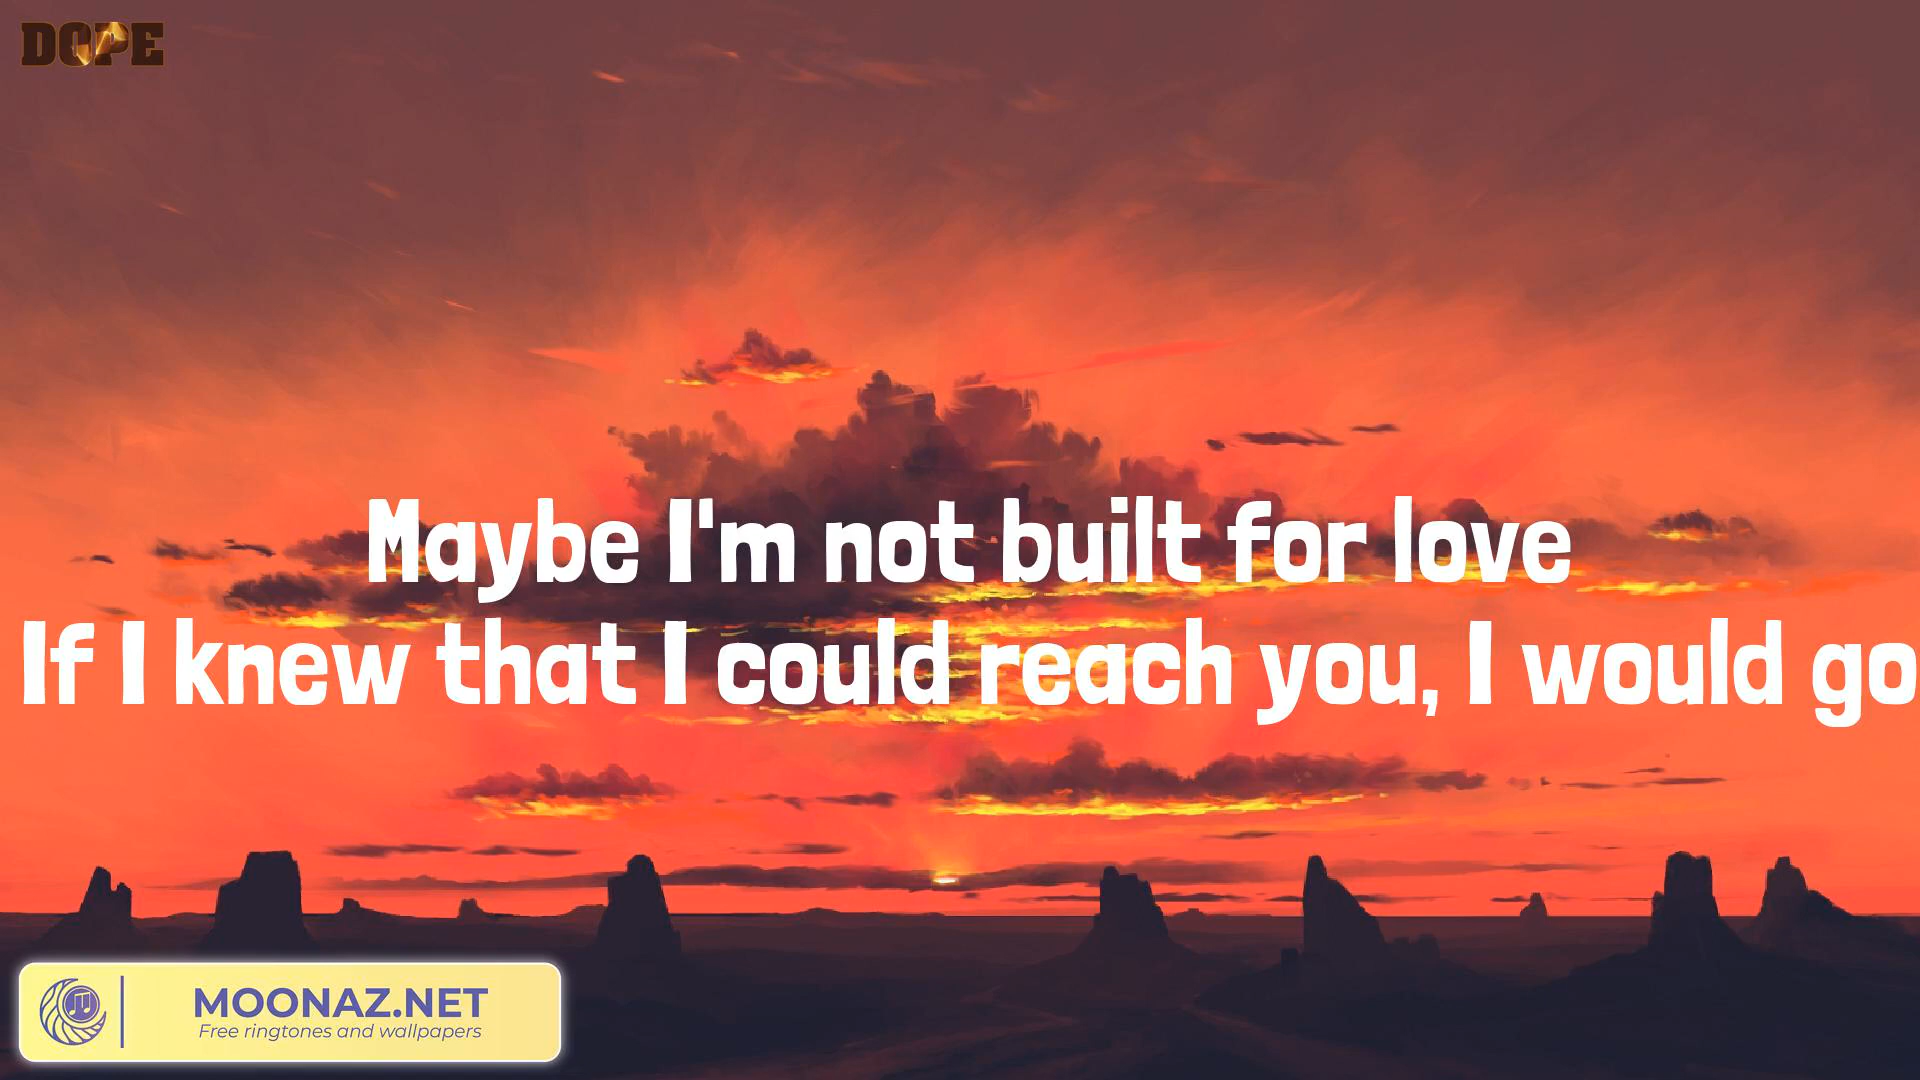 DOPE
Maybe I'm not built for love
If I knew that I could reach you, I would go
MOONAZ.NET
Free ringtones and wallpapers